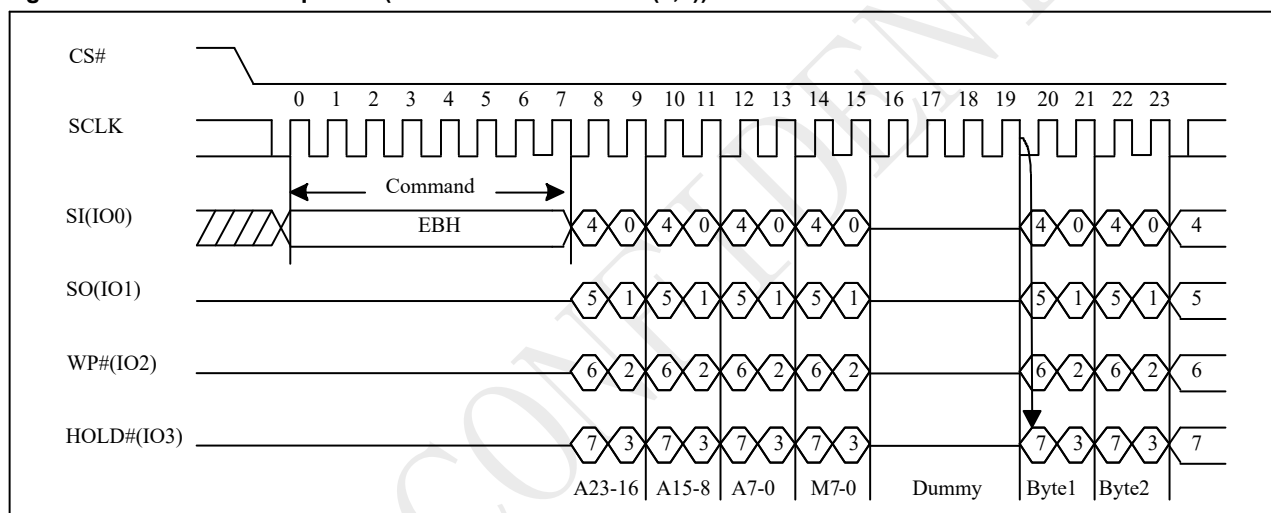 CS#
0 1 2 3 4 5 6 7 8 9 10 11 12 13 14 15 16 17 18 19 20 21 22 23
SCLK
Command
SI(IO0) EBH 4 0 4 0 4 0 4 0 4 0 4 0 4
SO(IO1) 5 1 5 1 5 1 5 1 5 1 5 1 5
WP#(IO2) 6 2 6 2 6 2 6 2 6 2 6 2 6
HOLD#(IO3) 7 3 7 3 7 3 7 3 7 3 7 3 7
A23-16 A15-8 A7-0 M7-0 Dummy Byte1 Byte2